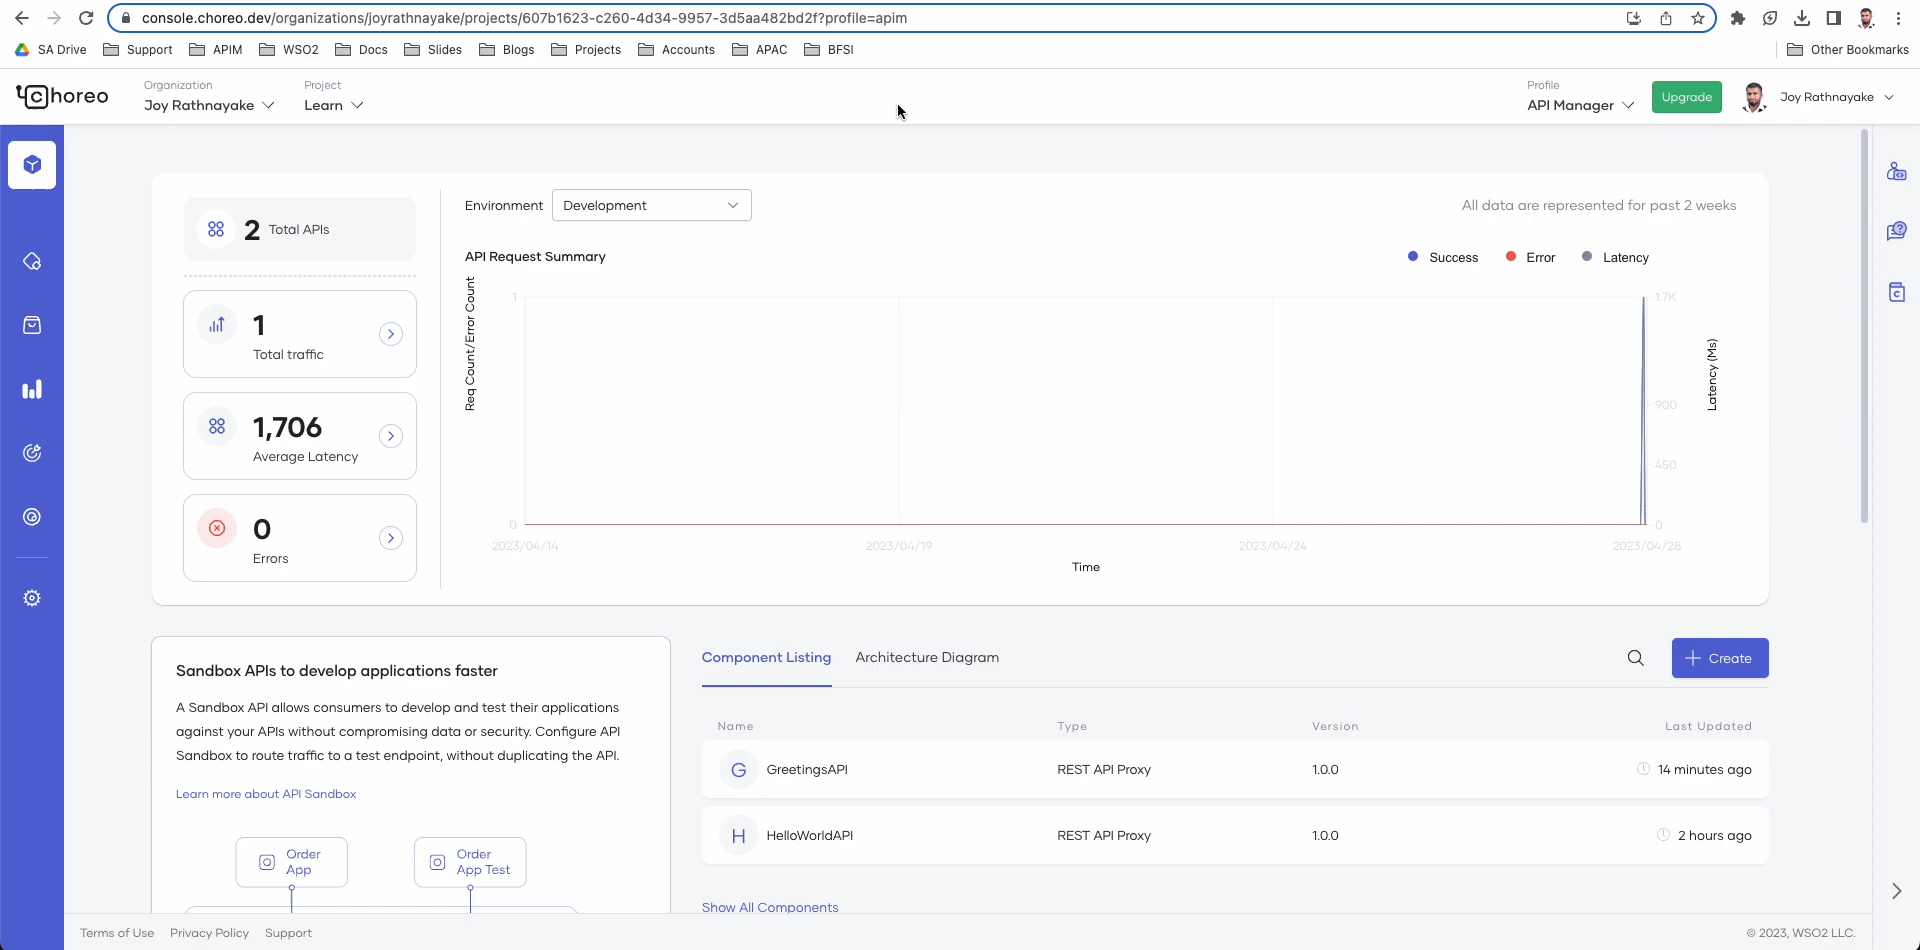 console.choreo.dev/organizations/joyrathnayake/projects/607b1623-c260-4d34-9957-3d5aa482bd2f?profile=apim
SA Drive Support APIM WSO2 Docs Slides Blogs Projects Accounts APAC BFSI Other Bookmarks
Choreo
Organization
Joy Rathnayake
Project
Learn
Profile
API Manager
Upgrade
Joy Rathnayake
2 Total APIs
1
Total traffic
1,706
Average Latency
0
Errors
Environment Development
All data are represented for past 2 weeks
API Request Summary
Success Error Latency
Req Count/Error Count
1
0
1.7K
900
450
0
Latency (Ms)
2023/04/14 2023/04/19 2023/04/24 2023/04/28
Time
Sandbox APIs to develop applications faster
A Sandbox API allows consumers to develop and test their applications
against your APIs without compromising data or security. Configure API
Sandbox to route traffic to a test endpoint, without duplicating the API.
Learn more about API Sandbox
Order
App
Order
App Test
Component Listing Architecture Diagram
Create
Name Type Version Last Updated
G GreetingsAPI REST API Proxy 1.0.0 14 minutes ago
H HelloWorldAPI REST API Proxy 1.0.0 2 hours ago
Show All Components
Terms of Use Privacy Policy Support
© 2023, WSO2 LLC.